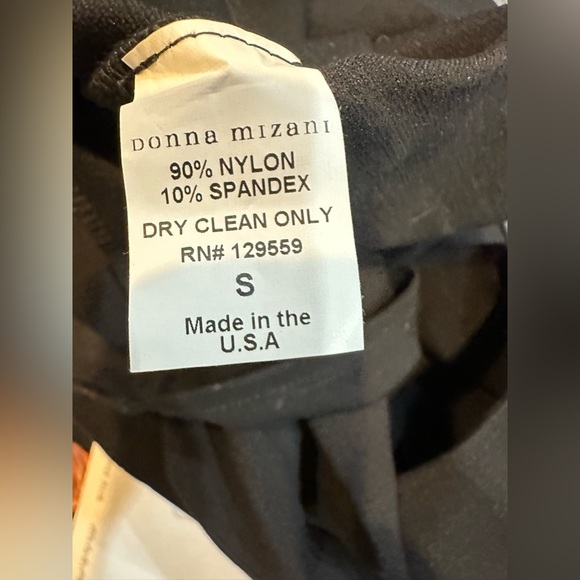 Donna mizani
90% NYLON
10% SPANDEX
DRY CLEAN ONLY
RN# 129559
S
Made in the
U.S.A